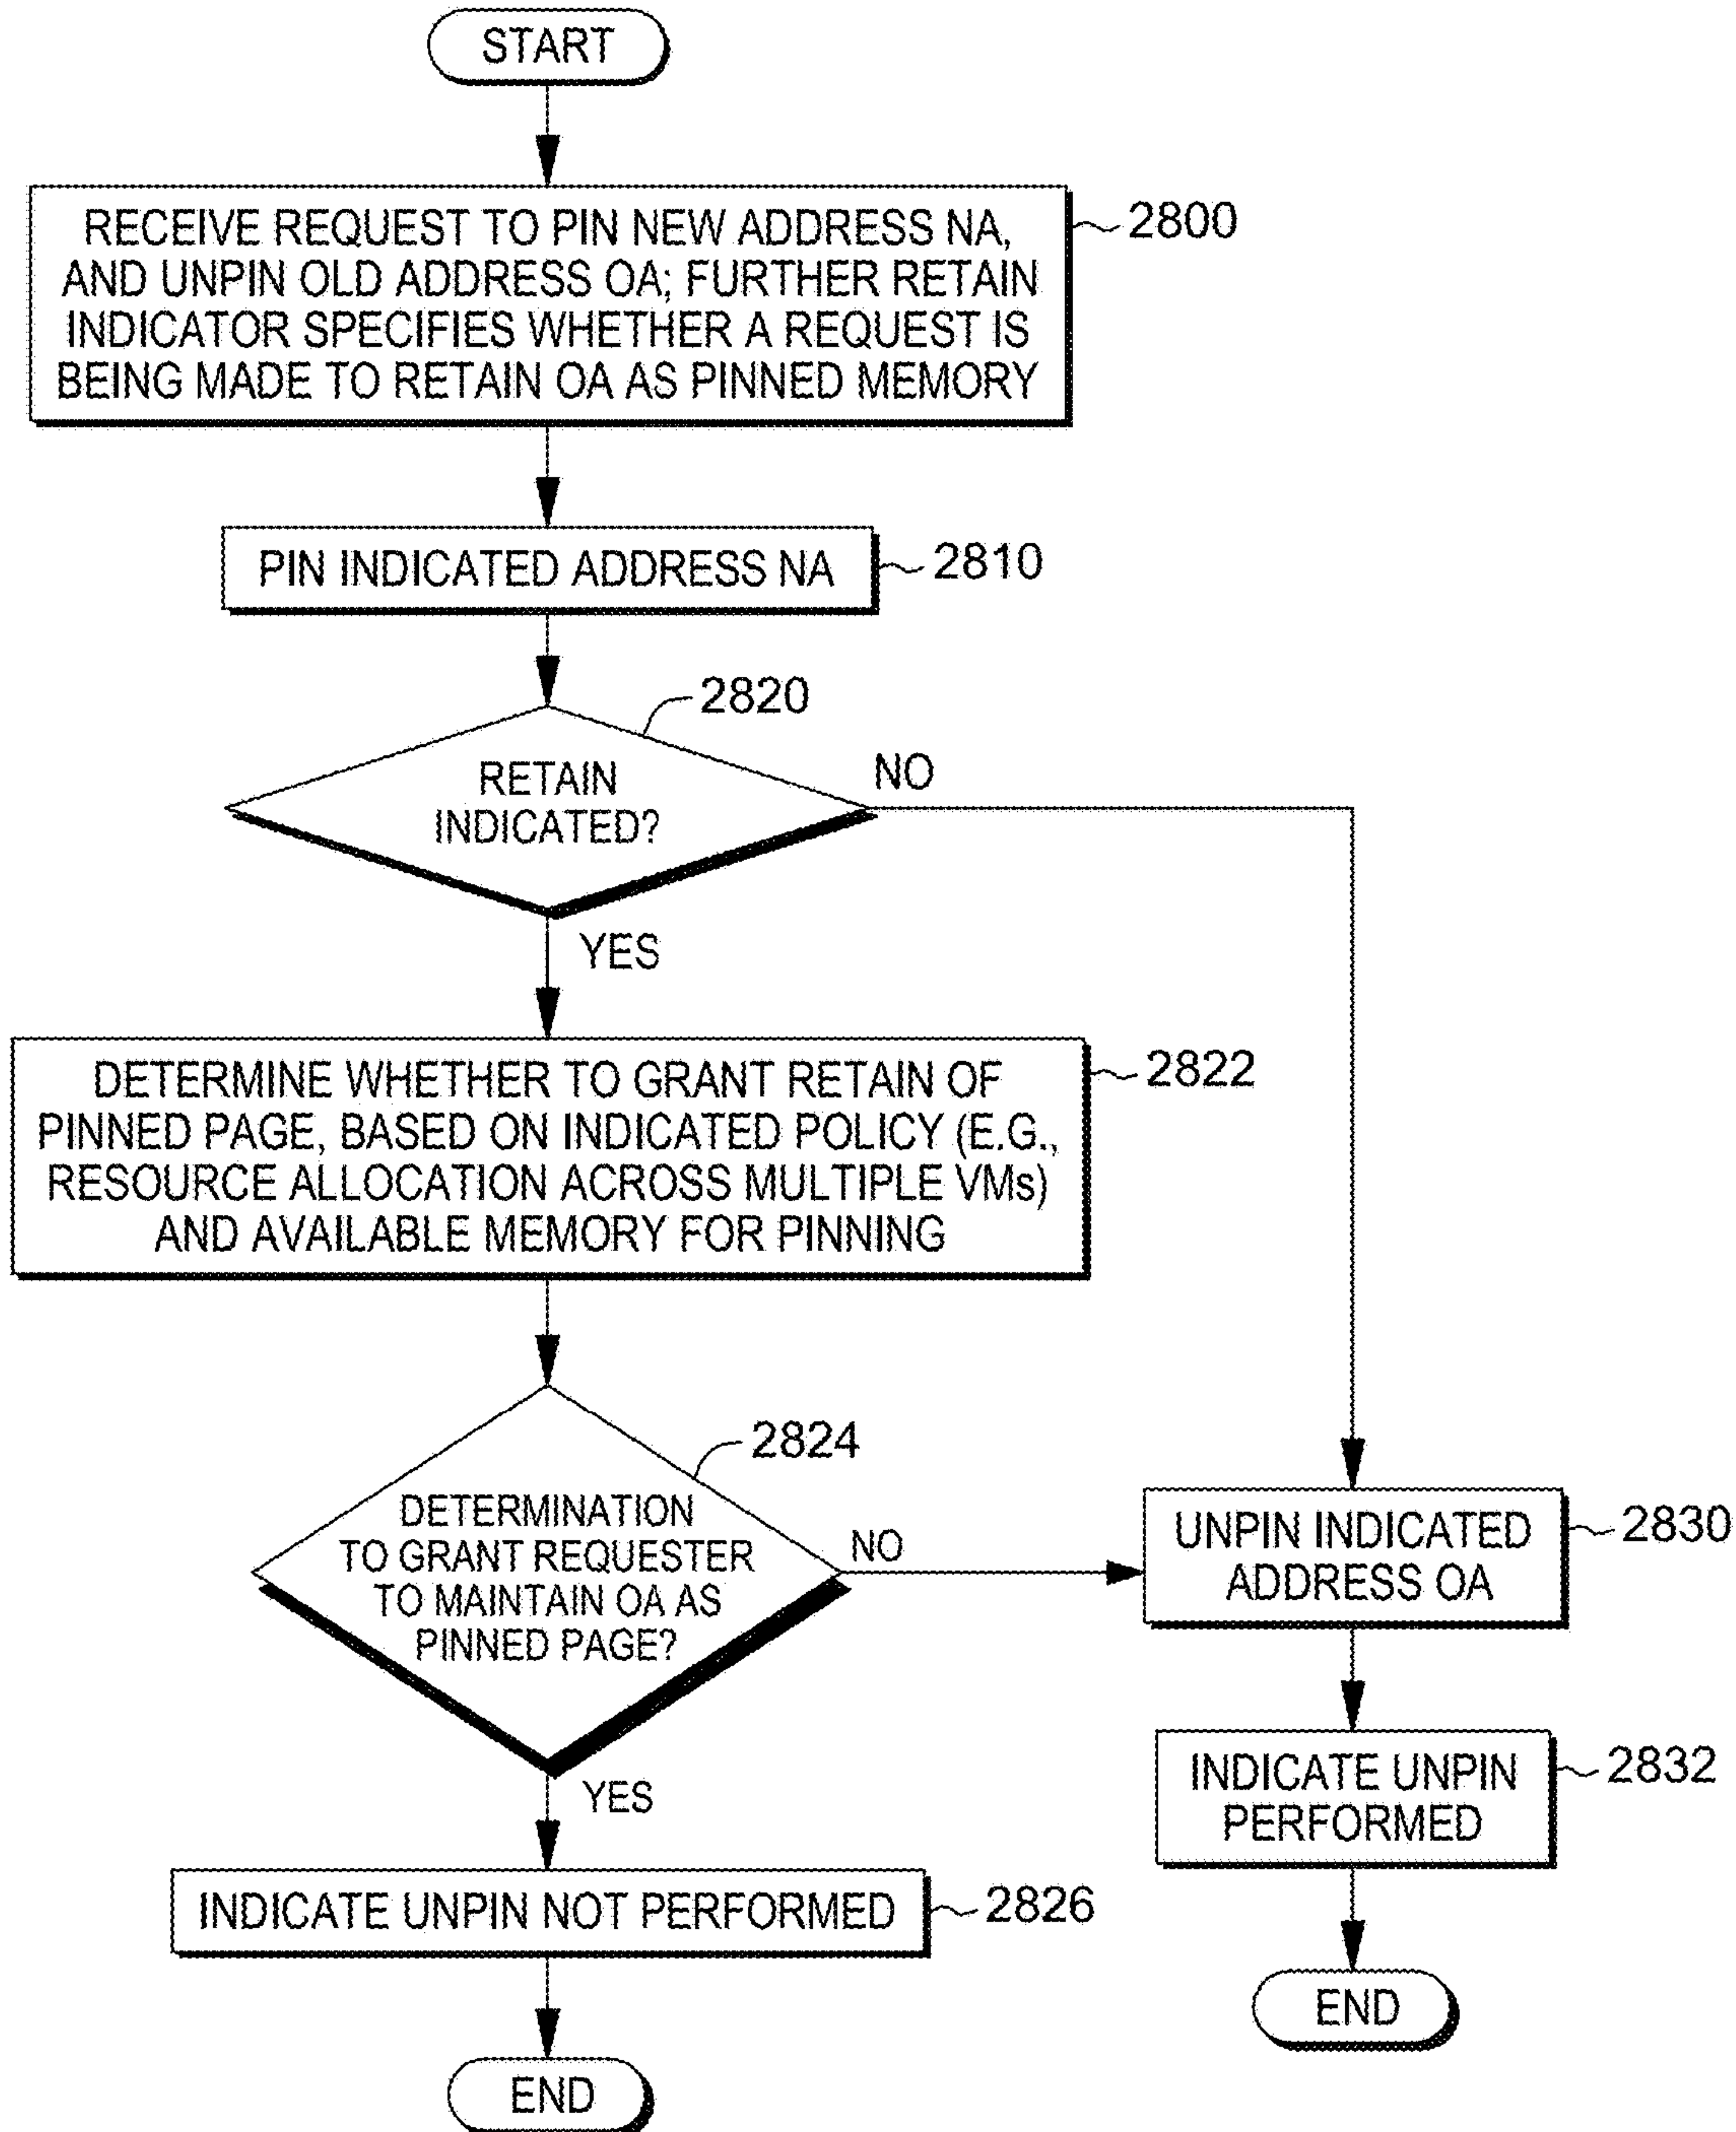 START
RECEIVE REQUEST TO PIN NEW ADDRESS NA,
AND UNPIN OLD ADDRESS OA; FURTHER RETAIN
INDICATOR SPECIFIES WHETHER A REQUEST IS
BEING MADE TO RETAIN OA AS PINNED MEMORY
2800
PIN INDICATED ADDRESS NA
2810
2820
RETAIN
INDICATED?
NO
YES
DETERMINE WHETHER TO GRANT RETAIN OF
PINNED PAGE, BASED ON INDICATED POLICY (E.G.,
RESOURCE ALLOCATION ACROSS MULTIPLE VMs)
AND AVAILABLE MEMORY FOR PINNING
2822
2824
DETERMINATION
TO GRANT REQUESTER
TO MAINTAIN OA AS
PINNED PAGE?
NO
YES
UNPIN INDICATED
ADDRESS OA
2830
INDICATE UNPIN
PERFORMED
2832
INDICATE UNPIN NOT PERFORMED
2826
END
END